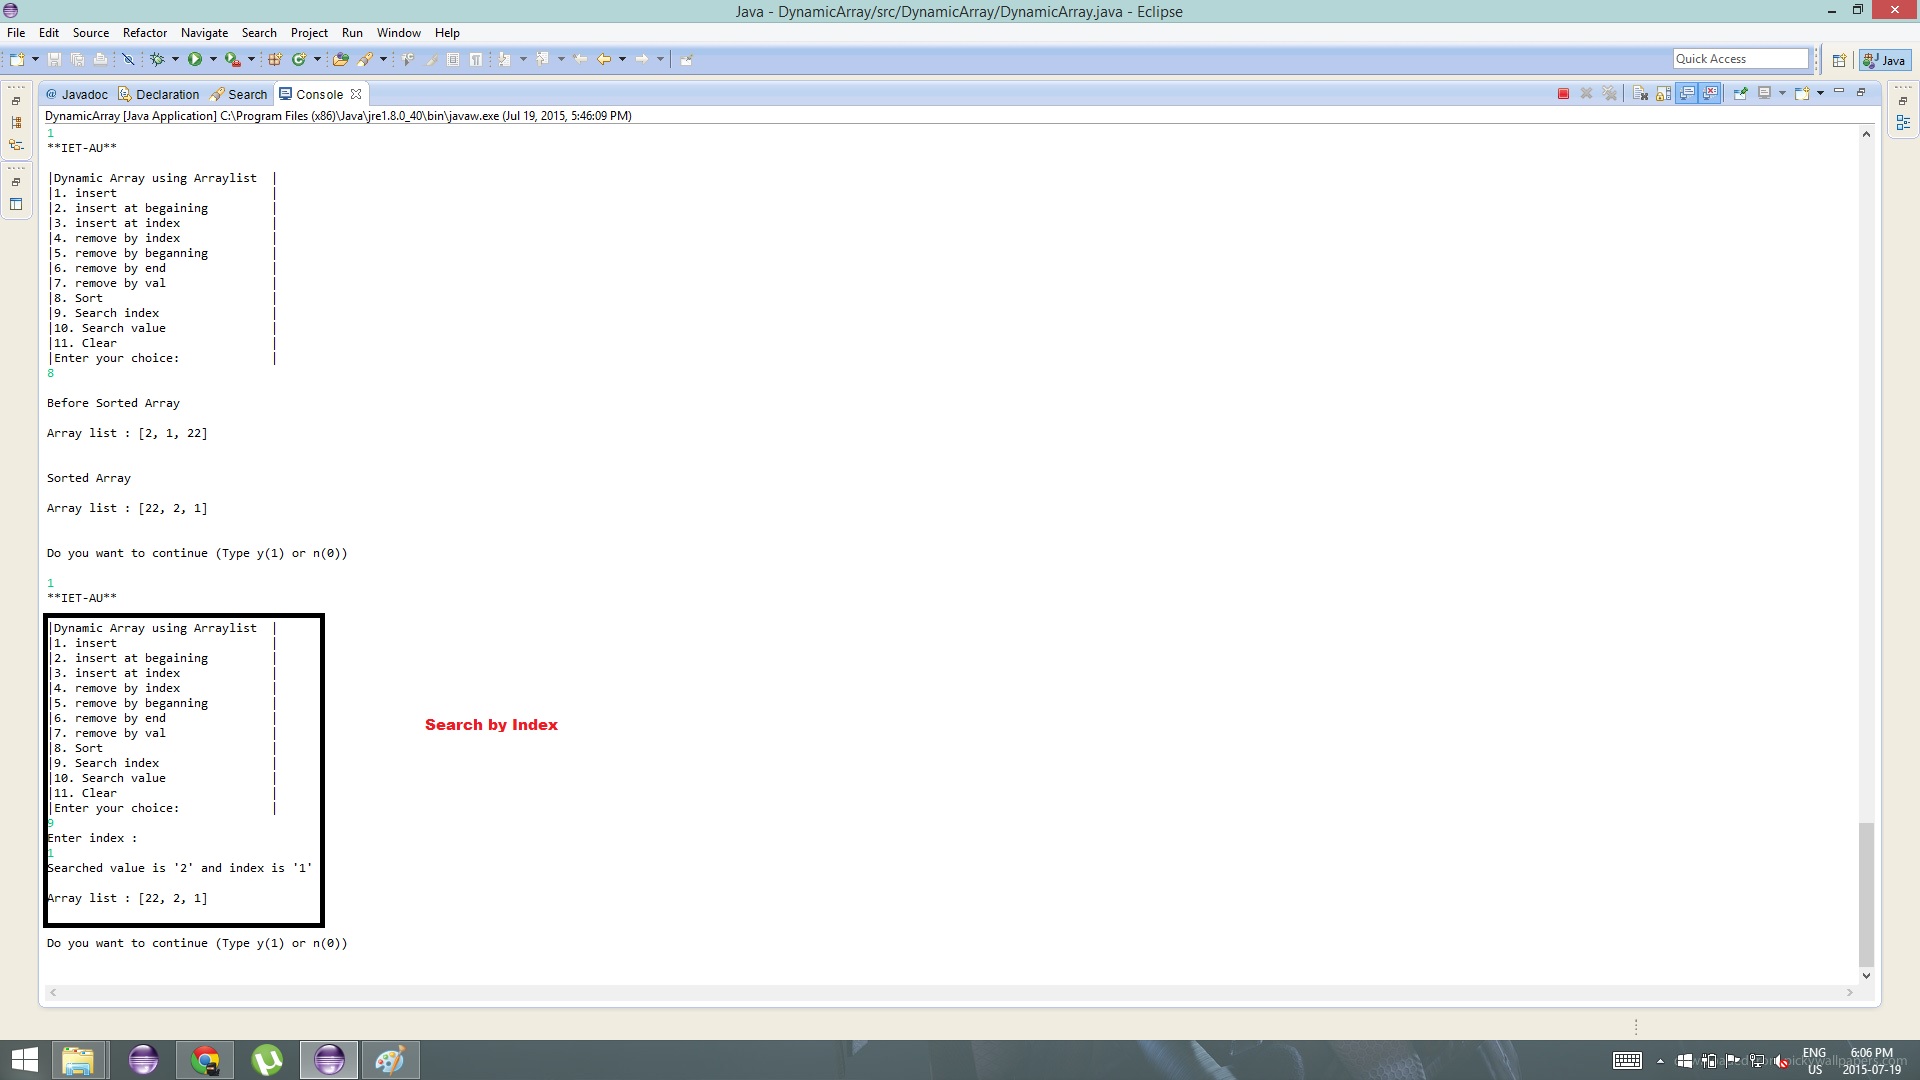 Java - DynamicArray/src/DynamicArray/DynamicArray.java - Eclipse
File Edit Source Refactor Navigate Search Project Run Window Help
Quick Access
Java
@ Javadoc Declaration Search Console
DynamicArray [Java Application] C:\Program Files (x86)\Java\jre1.8.0_40\bin\javaw.exe (Jul 19, 2015, 5:46:09 PM)
1
**IET-AU**
|Dynamic Array using Arraylist |
|1. insert |
|2. insert at begaining |
|3. insert at index |
|4. remove by index |
|5. remove by beganning |
|6. remove by end |
|7. remove by val |
|8. Sort |
|9. Search index |
|10. Search value |
|11. Clear |
|Enter your choice: |
8
Before Sorted Array
Array list : [2, 1, 22]
Sorted Array
Array list : [22, 2, 1]
Do you want to continue (Type y(1) or n(0))
1
**IET-AU**
|Dynamic Array using Arraylist |
|1. insert |
|2. insert at begaining |
|3. insert at index |
|4. remove by index |
|5. remove by beganning |
|6. remove by end |
|7. remove by val |
|8. Sort |
|9. Search index |
|10. Search value |
|11. Clear |
|Enter your choice: |
9
Enter index :
1
Searched value is '2' and index is '1'
Array list : [22, 2, 1]
Do you want to continue (Type y(1) or n(0))
Search by Index
ENG
US
6:06 PM
2015-07-19